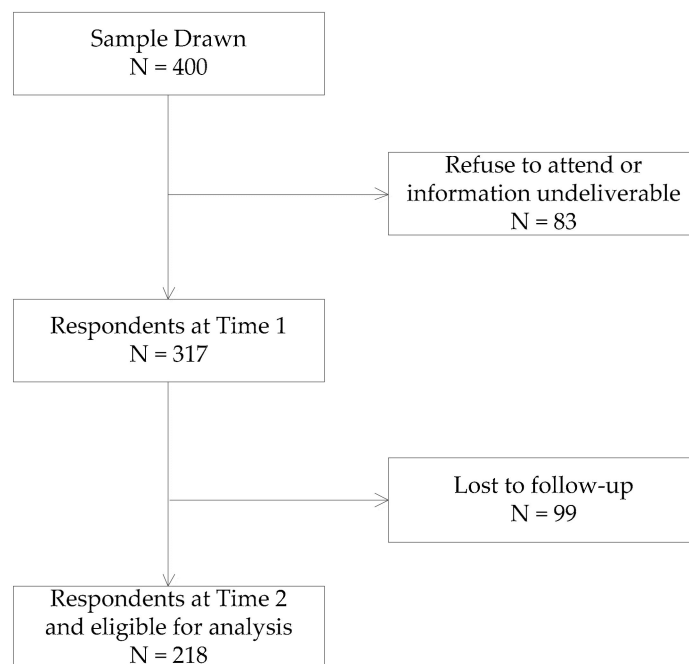 Sample Drawn
N = 400
Refuse to attend or
information undeliverable
N = 83
Respondents at Time 1
N = 317
Lost to follow-up
N = 99
Respondents at Time 2
and eligible for analysis
N = 218